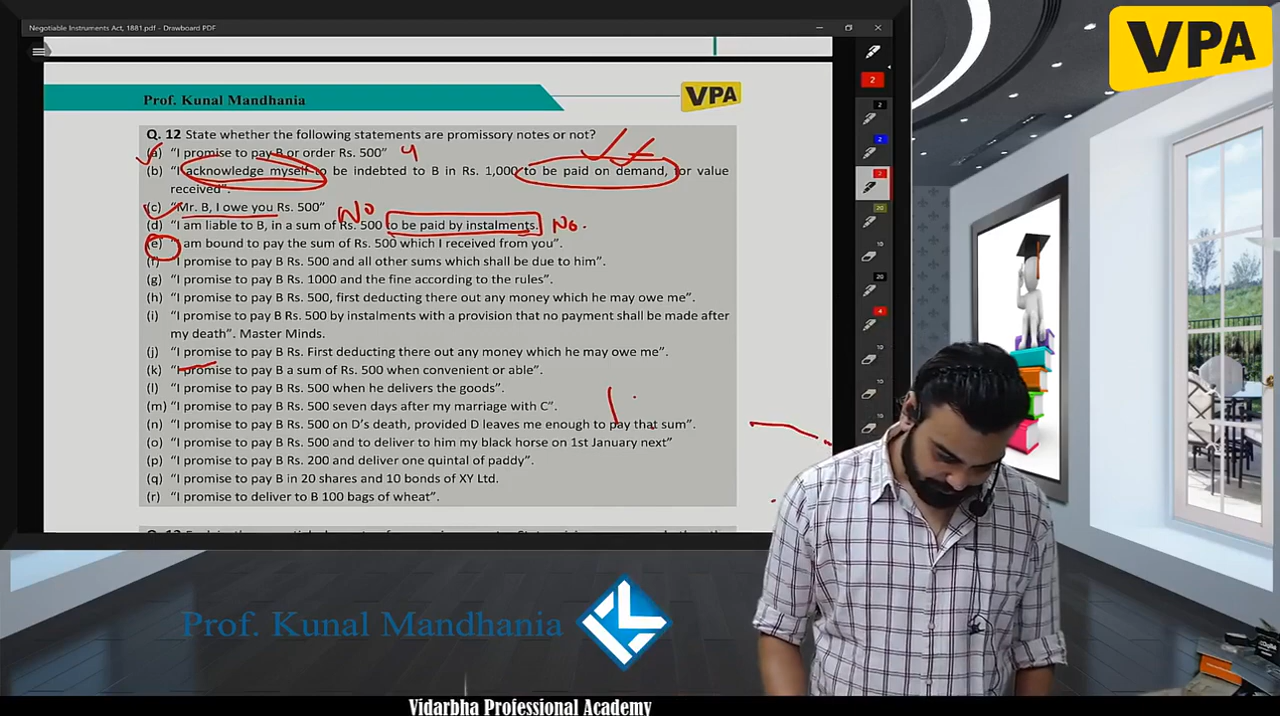 Negotiable Instruments Act, 1881.pdf - Drawboard PDF
VPA
Prof. Kunal Mandhania
VPA
Q. 12 State whether the following statements are promissory notes or not?
(a) "I promise to pay B or order Rs. 500" y
(b) "I acknowledge myself to be indebted to B in Rs. 1,000 to be paid on demand, for value
received".
(c) "Mr. B, I owe you Rs. 500" No
(d) "I am liable to B, in a sum of Rs. 500 to be paid by instalments. No.
(e) am bound to pay the sum of Rs. 500 which I received from you".
(f) "I promise to pay B Rs. 500 and all other sums which shall be due to him".
(g) "I promise to pay B Rs. 1000 and the fine according to the rules".
(h) "I promise to pay B Rs. 500, first deducting there out any money which he may owe me".
(i) "I promise to pay B Rs. 500 by instalments with a provision that no payment shall be made after
my death". Master Minds.
(j) "I promise to pay B Rs. First deducting there out any money which he may owe me".
(k) "I promise to pay B a sum of Rs. 500 when convenient or able".
(l) "I promise to pay B Rs. 500 when he delivers the goods".
(m) "I promise to pay B Rs. 500 seven days after my marriage with C".
(n) "I promise to pay B Rs. 500on D's death, provided D leaves me enough to pay that sum".
(o) "I promise to pay B Rs. 500 and to deliver to him my black horse on 1st January next"
(p) "I promise to pay B Rs. 200 and deliver one quintal of paddy".
(q) "I promise to pay B in 20 shares and 10 bonds of XY Ltd.
(r) "I promise to deliver to B 100 bags of wheat".
Prof. Kunal Mandhania
Vidarbha Professional Academy